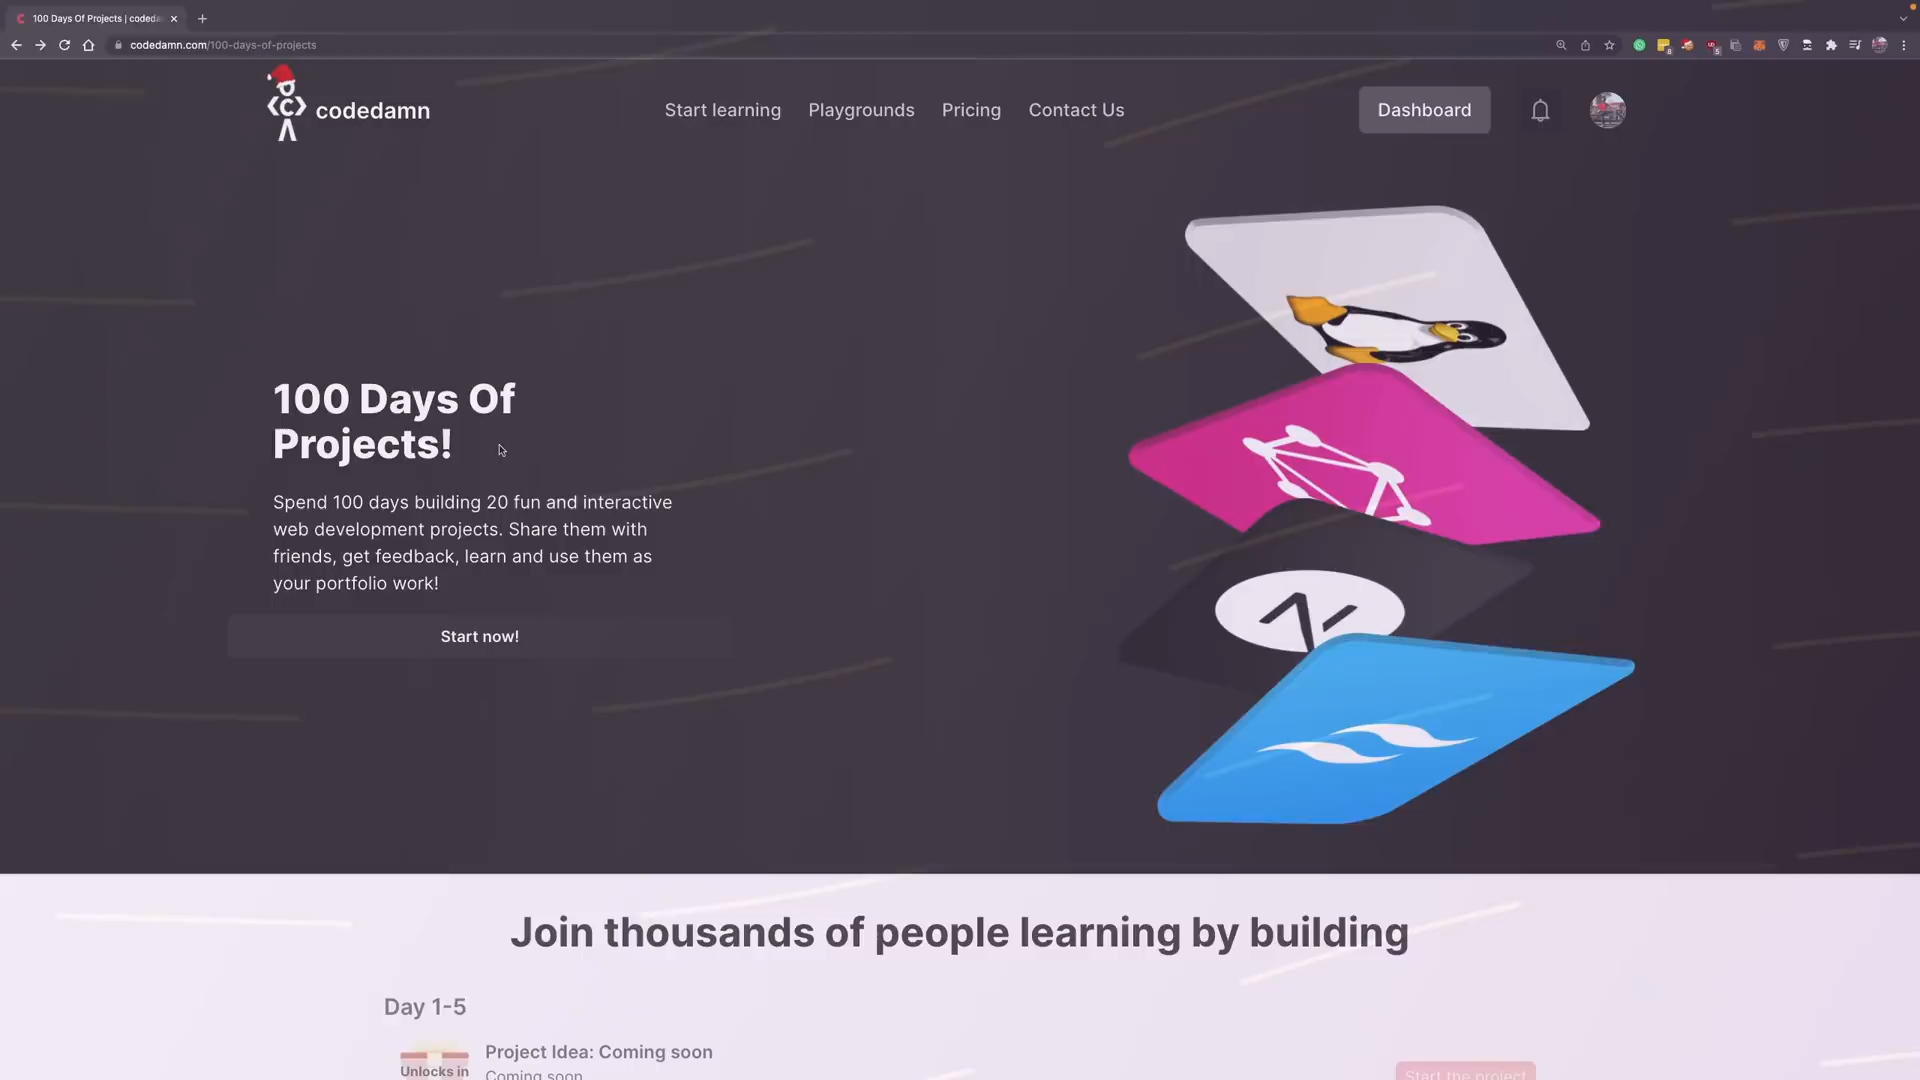 100 Days Of Projects | codeda
codedamn.com/100-days-of-projects
codedamn
Start learning
Playgrounds
Pricing
Contact Us
Dashboard
100 Days Of
Projects!
Spend 100 days building 20 fun and interactive
web development projects. Share them with
friends, get feedback, learn and use them as
your portfolio work!
Start now!
Join thousands of people learning by building
Day 1-5
Project Idea: Coming soon
Unlocks in
Coming soon
Start the project